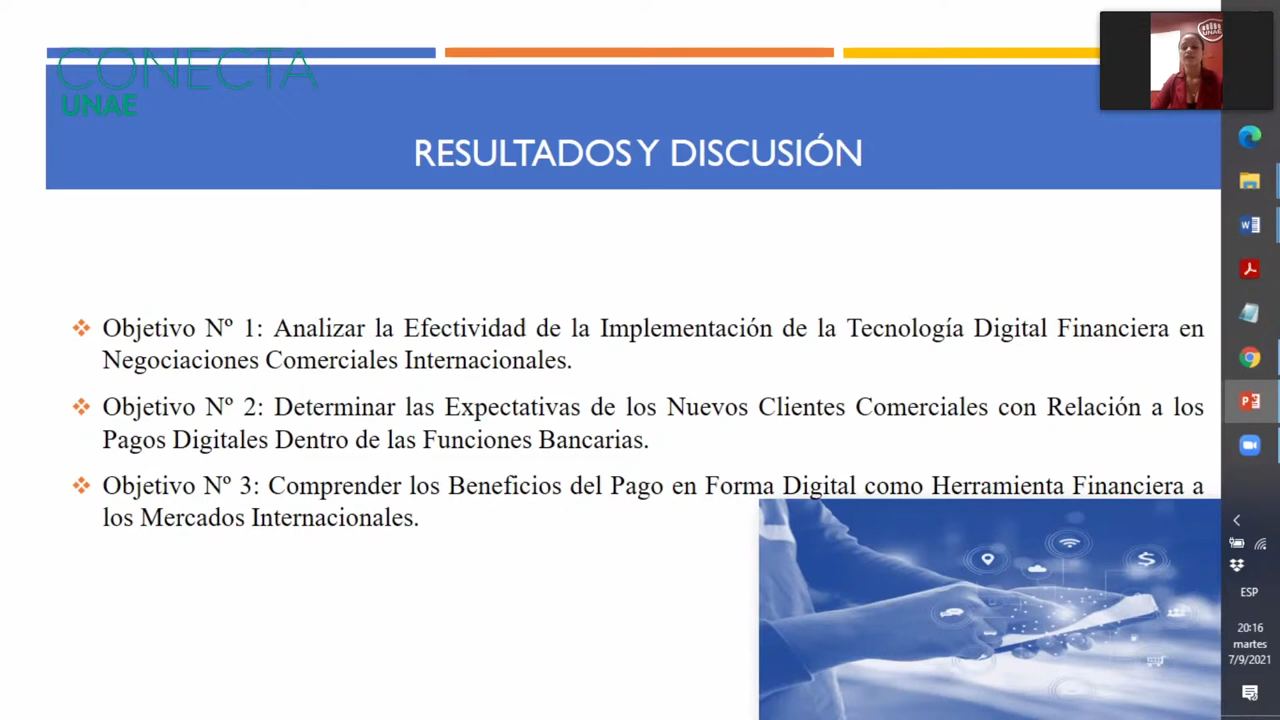 CONECTA
UNAE
UNAE
RESULTADOS Y DISCUSIÓN
Objetivo Nº 1: Analizar la Efectividad de la Implementación de la Tecnología Digital Financiera en
Negociaciones Comerciales Internacionales.
Objetivo Nº 2: Determinar las Expectativas de los Nuevos Clientes Comerciales con Relación a los
Pagos Digitales Dentro de las Funciones Bancarias.
Objetivo Nº 3: Comprender los Beneficios del Pago en Forma Digital como Herramienta Financiera a
los Mercados Internacionales.
ESP
20:16
martes
7/9/2021